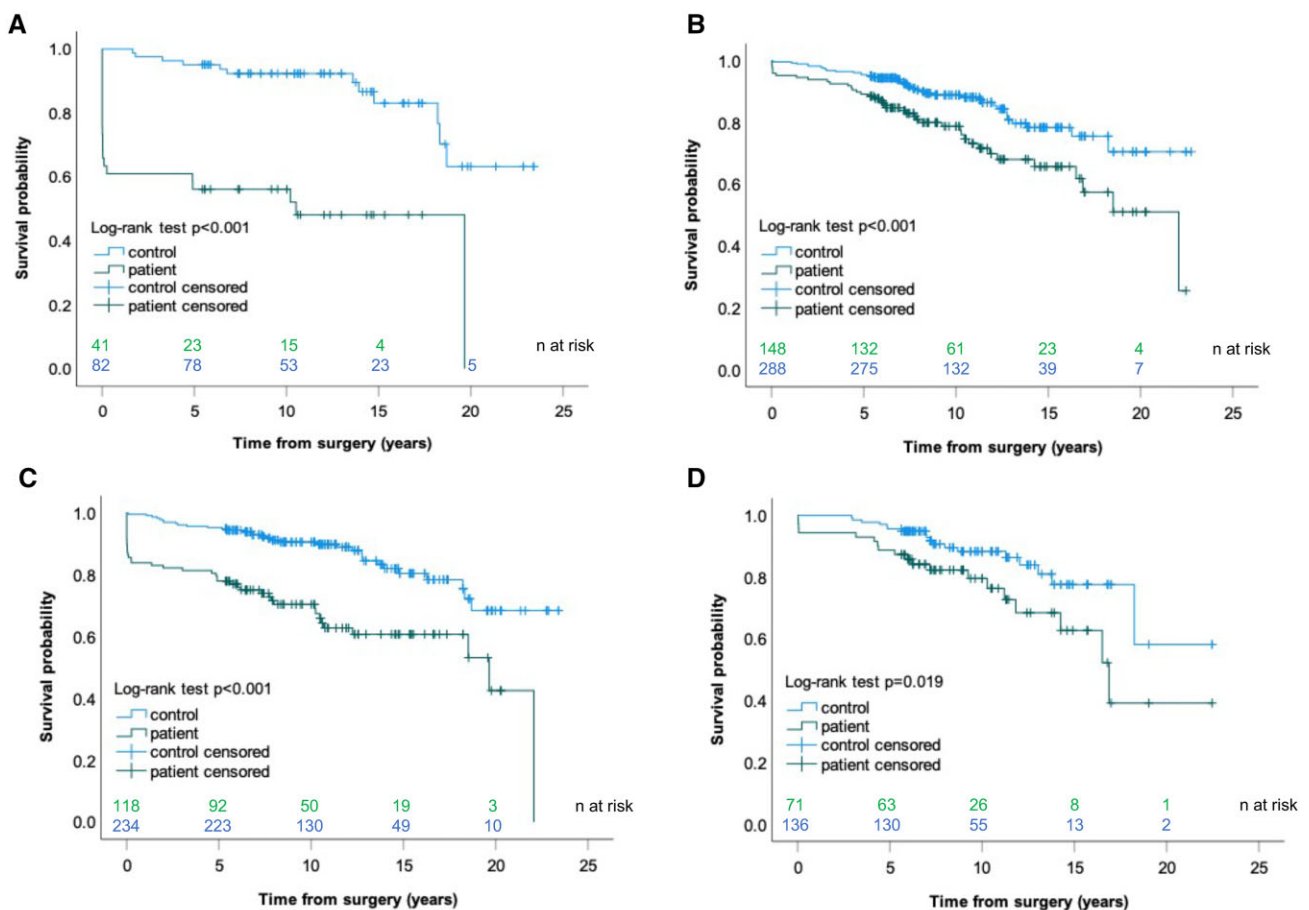 A
1.0
0.8
0.6
0.4
0.2
0.0
Survival probability
Log-rank test p<0.001
control
patient
control censored
patient censored
41 23 15 4 n at risk
82 78 53 23 5
0 5 10 15 20 25
Time from surgery (years)
B
1.0
0.8
0.6
0.4
0.2
0.0
Survival probability
Log-rank test p<0.001
control
patient
control censored
patient censored
148 132 61 23 4 n at risk
288 275 132 39 7
0 5 10 15 20 25
Time from surgery (years)
C
1.0
0.8
0.6
0.4
0.2
0.0
Survival probability
Log-rank test p<0.001
control
patient
control censored
patient censored
118 92 50 19 3 n at risk
234 223 130 49 10
0 5 10 15 20 25
Time from surgery (years)
D
1.0
0.8
0.6
0.4
0.2
0.0
Survival probability
Log-rank test p=0.019
control
patient
control censored
patient censored
71 63 26 8 1 n at risk
136 130 55 13 2
0 5 10 15 20 25
Time from surgery (years)